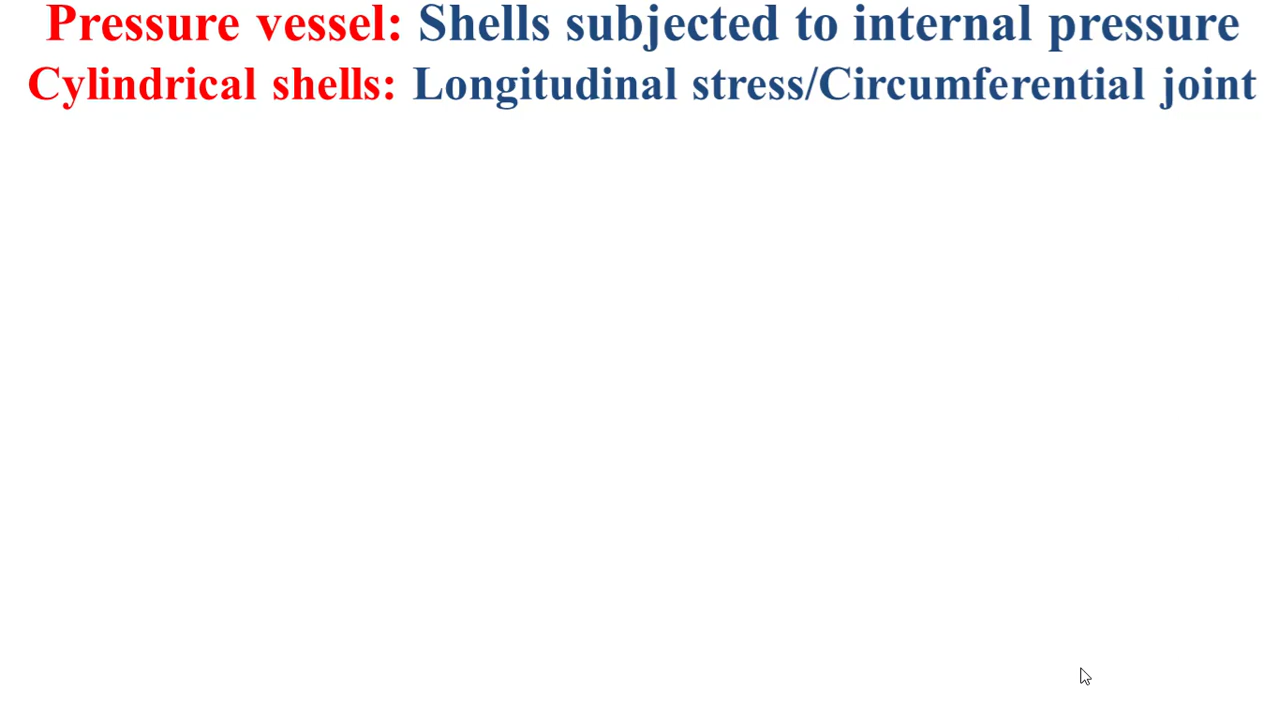 Pressure vessel: Shells subjected to internal pressure
Cylindrical shells: Longitudinal stress/Circumferential joint